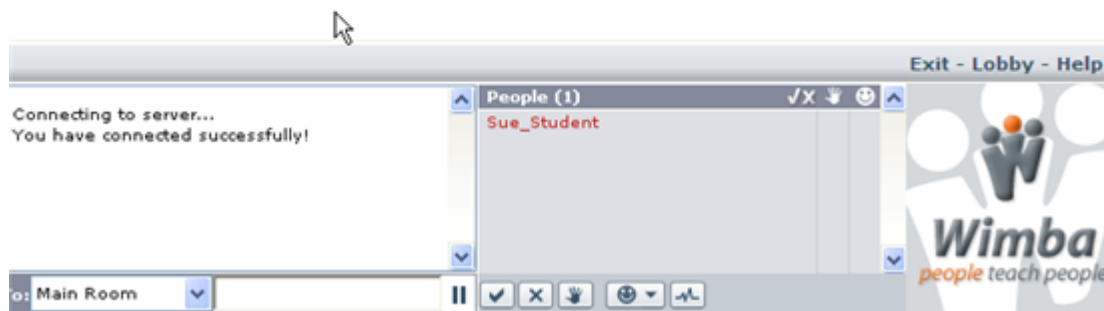 Exit - Lobby - Help
Connecting to server...
You have connected successfully!
People (1)
Sue_Student
Wimba
people teach people
To: Main Room